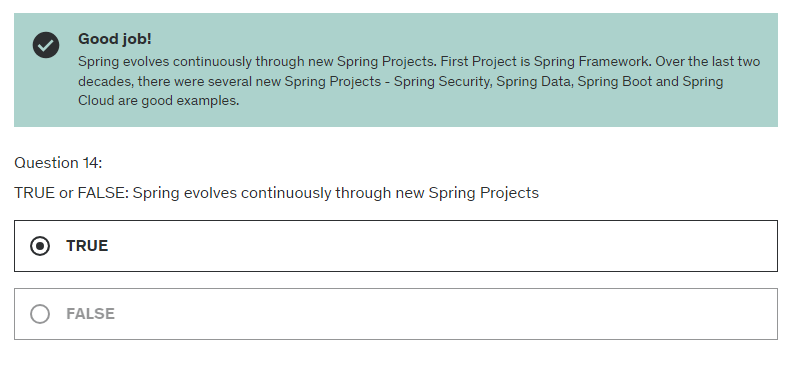 Good job!
Spring evolves continuously through new Spring Projects. First Project is Spring Framework. Over the last two
decades, there were several new Spring Projects - Spring Security, Spring Data, Spring Boot and Spring
Cloud are good examples.
Question 14:
TRUE or FALSE: Spring evolves continuously through new Spring Projects
TRUE
FALSE